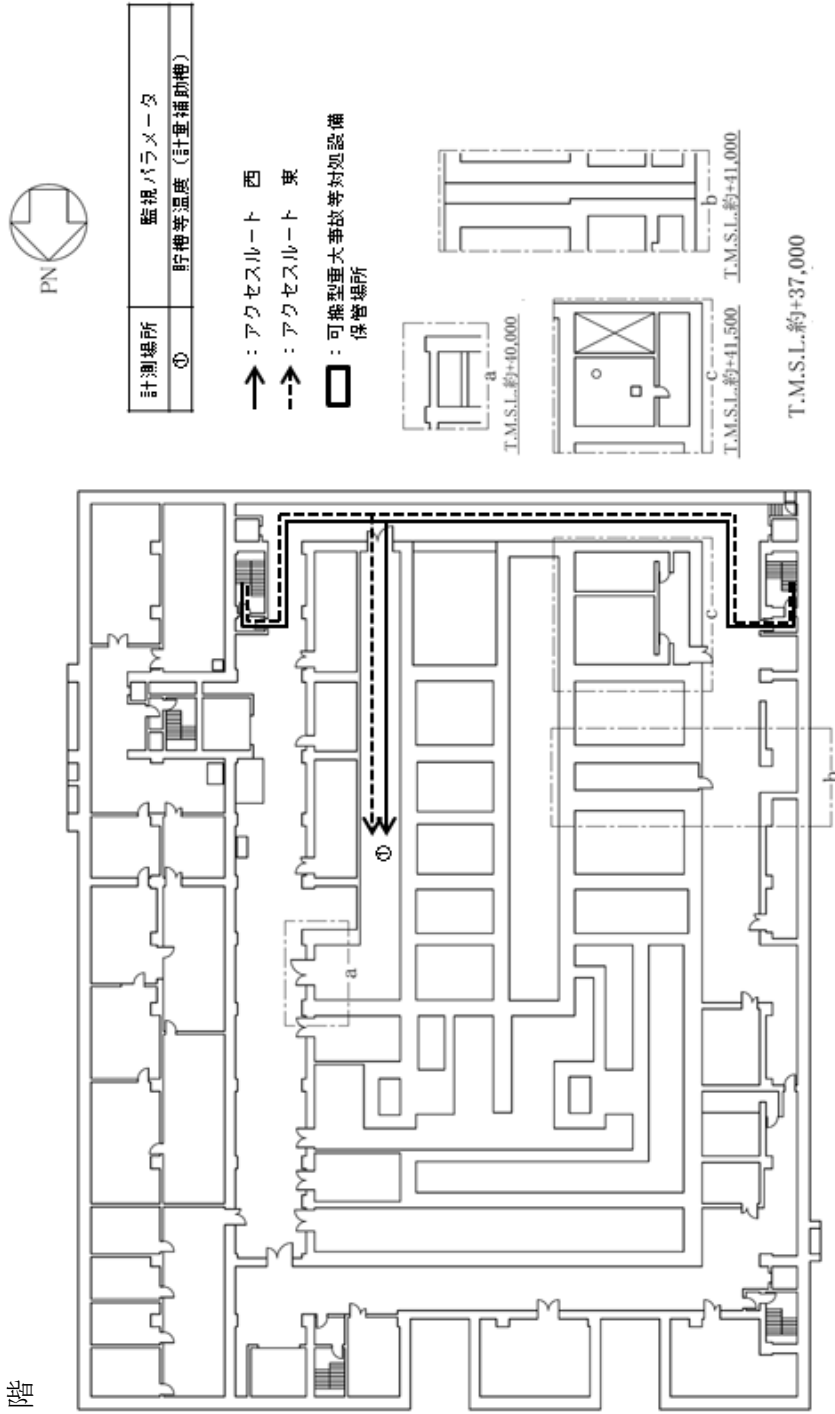 階
PN
計測場所 監視パラメータ
① 貯槽等温度（計量補助槽）
：アクセスルート　西
：アクセスルート　東
：可搬型重大事故等対処設備
保管場所
a
T.M.S.L.約+40,000
b
T.M.S.L.約+41,000
c
T.M.S.L.約+41,500
T.M.S.L.約+37,000
①
a
b
c